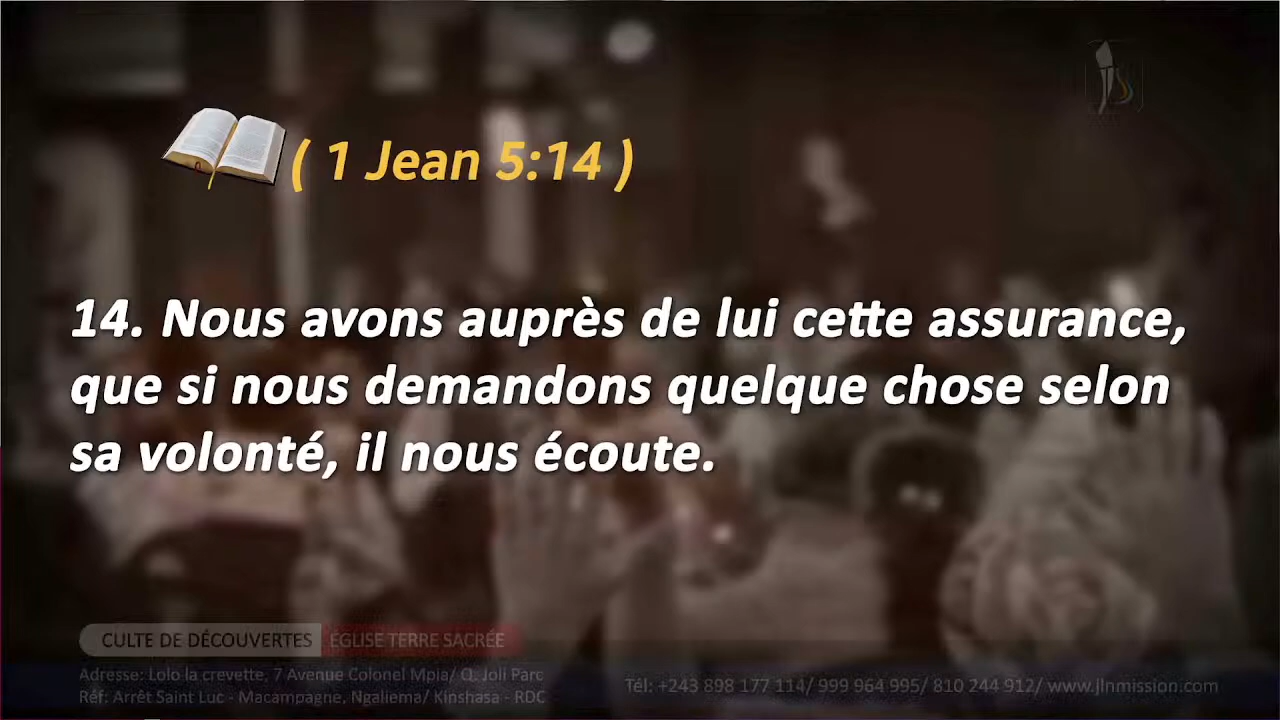 ( 1 Jean 5:14 )
14. Nous avons auprès de lui cette assurance,
que si nous demandons quelque chose selon
sa volonté, il nous écoute.
CULTE DE DÉCOUVERTES ÉGLISE TERRE SACRÉE
Adresse: Lolo la crevette, 7 Avenue Colonel Mpia/ Q. Joli Parc
Réf: Arrêt Saint Luc - Macampagne, Ngaliema/ Kinshasa - RDC
Tél: +243 898 177 114/ 999 964 995/ 810 244 912/ www.jlnmission.com